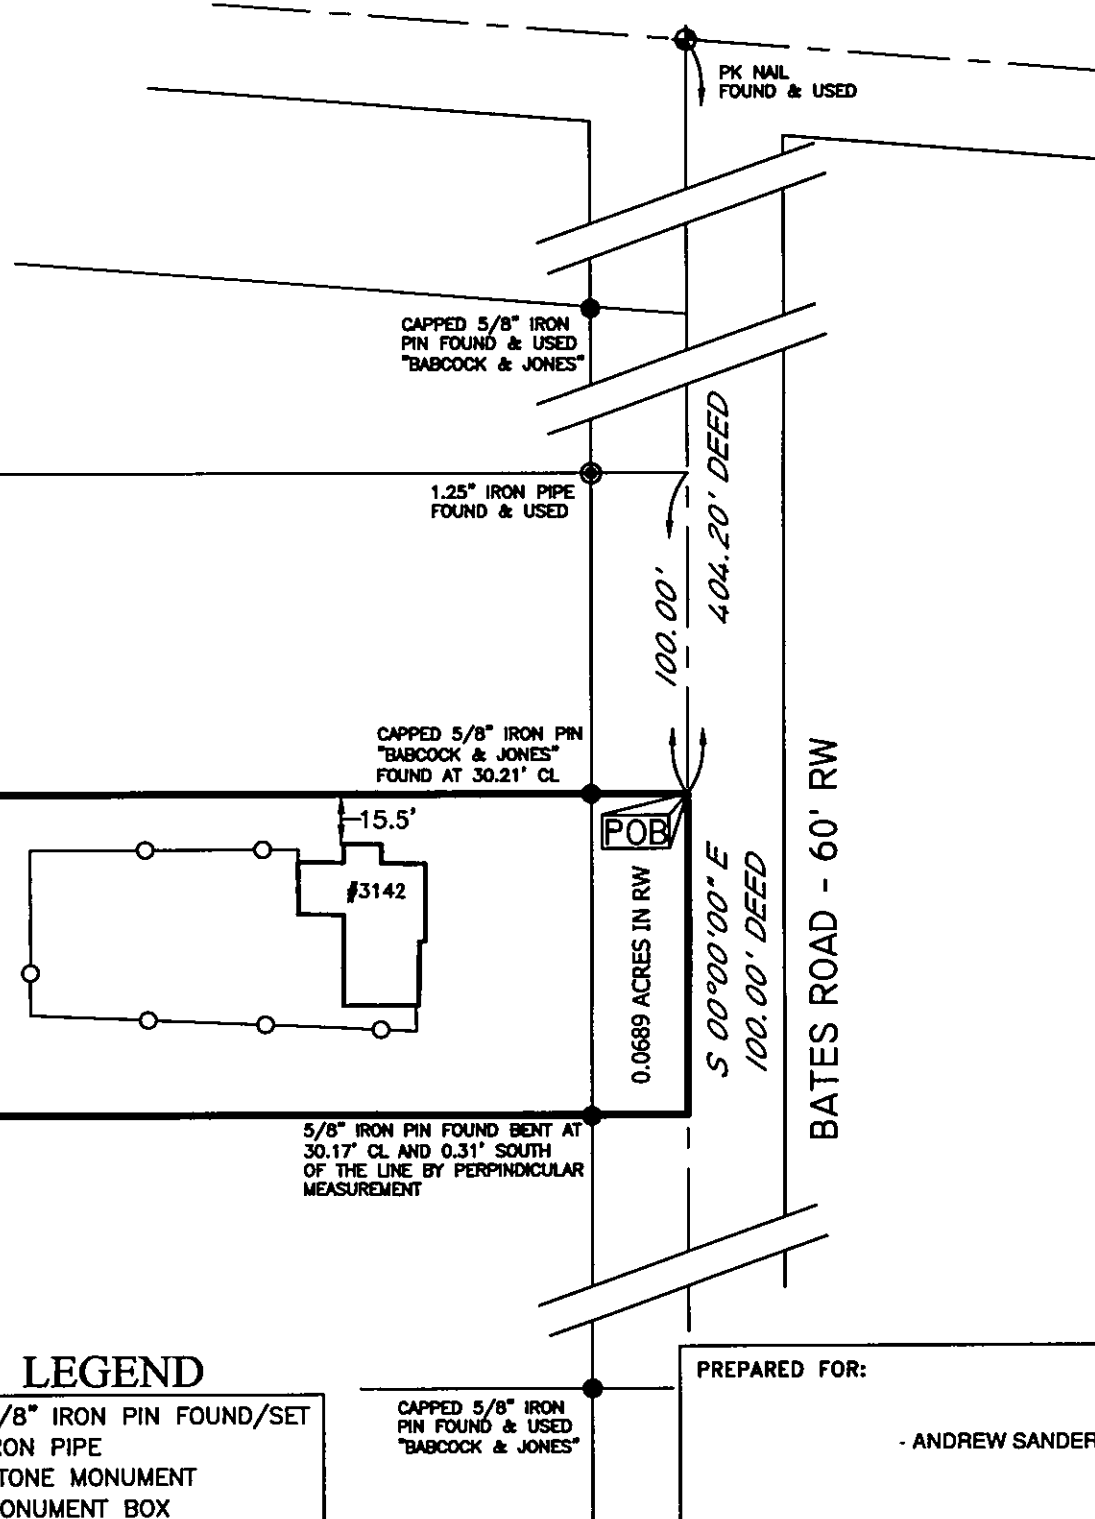 PK NAIL
FOUND & USED
CAPPED 5/8" IRON
PIN FOUND & USED
"BABCOCK & JONES"
404.20' DEED
1.25" IRON PIPE
FOUND & USED
100.00'
CAPPED 5/8" IRON PIN
"BABCOCK & JONES"
FOUND AT 30.21' CL
15.5'
POB
#3142
0.0689 ACRES IN RW
S 00°00'00" E
100.00' DEED
BATES ROAD - 60' RW
5/8" IRON PIN FOUND BENT AT
30.17' CL AND 0.31' SOUTH
OF THE LINE BY PERPINDICULAR
MEASUREMENT
LEGEND
/8" IRON PIN FOUND/SET
RON PIPE
TONE MONUMENT
ONUMENT BOX
CAPPED 5/8" IRON
PIN FOUND & USED
"BABCOCK & JONES"
PREPARED FOR:
- ANDREW SANDER